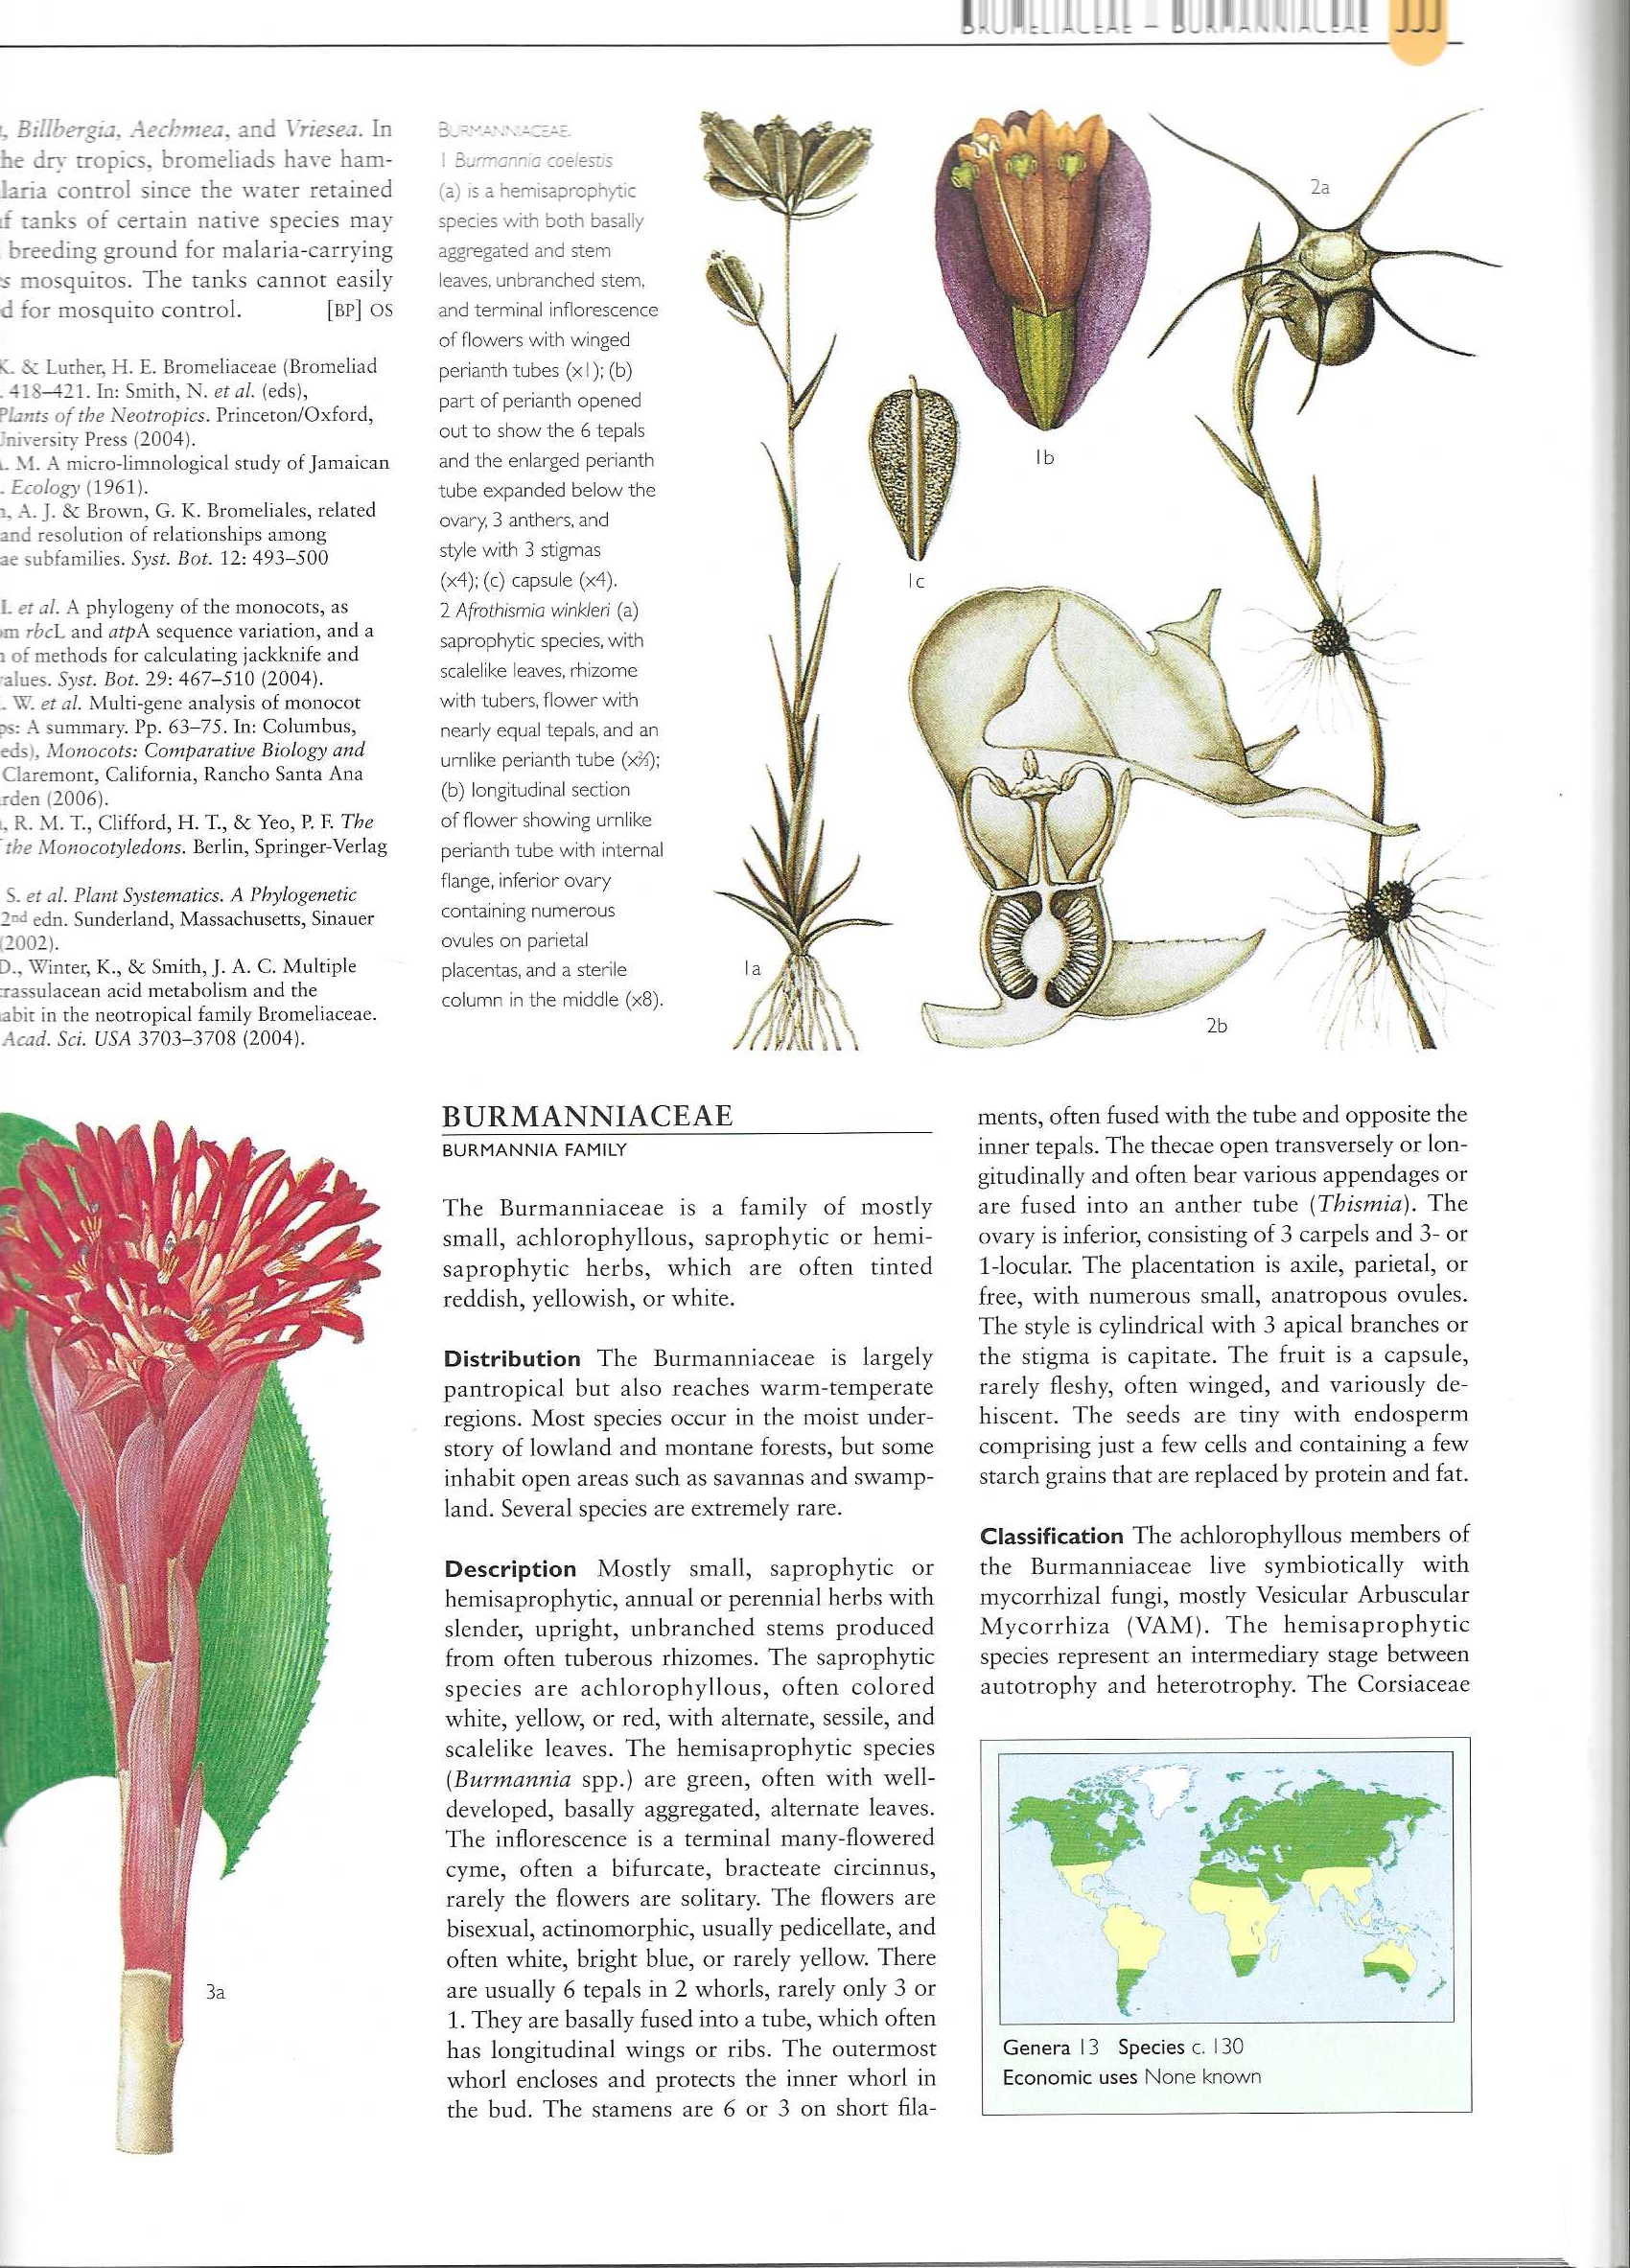 BROMELIACEAE – BURMANNIACEAE
, Billbergia, Aechmea, and Vriesea. In
he dry tropics, bromeliads have ham-
laria control since the water retained
af tanks of certain native species may
breeding ground for malaria-carrying
s mosquitos. The tanks cannot easily
d for mosquito control. [BP] OS
K. & Luther, H. E. Bromeliaceae (Bromeliad
. 418–421. In: Smith, N. et al. (eds),
Plants of the Neotropics. Princeton/Oxford,
University Press (2004).
. M. A micro-limnological study of Jamaican
. Ecology (1961).
, A. J. & Brown, G. K. Bromeliales, related
and resolution of relationships among
ae subfamilies. Syst. Bot. 12: 493–500
I. et al. A phylogeny of the monocots, as
om rbcL and atpA sequence variation, and a
n of methods for calculating jackknife and
values. Syst. Bot. 29: 467–510 (2004).
. W. et al. Multi-gene analysis of monocot
ps: A summary. Pp. 63–75. In: Columbus,
eds), Monocots: Comparative Biology and
Claremont, California, Rancho Santa Ana
arden (2006).
, R. M. T., Clifford, H. T., & Yeo, P. F. The
the Monocotyledons. Berlin, Springer-Verlag
S. et al. Plant Systematics. A Phylogenetic
2nd edn. Sunderland, Massachusetts, Sinauer
(2002).
D., Winter, K., & Smith, J. A. C. Multiple
crassulacean acid metabolism and the
abit in the neotropical family Bromeliaceae.
Acad. Sci. USA 3703–3708 (2004).
3a
BURMANNIACEAE.
1 Burmannia coelestis
(a) is a hemisaprophytic
species with both basally
aggregated and stem
leaves, unbranched stem,
and terminal inflorescence
of flowers with winged
perianth tubes (x1); (b)
part of perianth opened
out to show the 6 tepals
and the enlarged perianth
tube expanded below the
ovary, 3 anthers, and
style with 3 stigmas
(x4); (c) capsule (x4).
2 Afrothismia winkleri (a)
saprophytic species, with
scalelike leaves, rhizome
with tubers, flower with
nearly equal tepals, and an
urnlike perianth tube (x⅔);
(b) longitudinal section
of flower showing urnlike
perianth tube with internal
flange, inferior ovary
containing numerous
ovules on parietal
placentas, and a sterile
column in the middle (x8).
1a
1b
1c
2a
2b
BURMANNIACEAE
BURMANNIA FAMILY
The Burmanniaceae is a family of mostly
small, achlorophyllous, saprophytic or hemi-
saprophytic herbs, which are often tinted
reddish, yellowish, or white.
Distribution The Burmanniaceae is largely
pantropical but also reaches warm-temperate
regions. Most species occur in the moist under-
story of lowland and montane forests, but some
inhabit open areas such as savannas and swamp-
land. Several species are extremely rare.
Description Mostly small, saprophytic or
hemisaprophytic, annual or perennial herbs with
slender, upright, unbranched stems produced
from often tuberous rhizomes. The saprophytic
species are achlorophyllous, often colored
white, yellow, or red, with alternate, sessile, and
scalelike leaves. The hemisaprophytic species
(Burmannia spp.) are green, often with well-
developed, basally aggregated, alternate leaves.
The inflorescence is a terminal many-flowered
cyme, often a bifurcate, bracteate circinnus,
rarely the flowers are solitary. The flowers are
bisexual, actinomorphic, usually pedicellate, and
often white, bright blue, or rarely yellow. There
are usually 6 tepals in 2 whorls, rarely only 3 or
1. They are basally fused into a tube, which often
has longitudinal wings or ribs. The outermost
whorl encloses and protects the inner whorl in
the bud. The stamens are 6 or 3 on short fila-
ments, often fused with the tube and opposite the
inner tepals. The thecae open transversely or lon-
gitudinally and often bear various appendages or
are fused into an anther tube (Thismia). The
ovary is inferior, consisting of 3 carpels and 3- or
1-locular. The placentation is axile, parietal, or
free, with numerous small, anatropous ovules.
The style is cylindrical with 3 apical branches or
the stigma is capitate. The fruit is a capsule,
rarely fleshy, often winged, and variously de-
hiscent. The seeds are tiny with endosperm
comprising just a few cells and containing a few
starch grains that are replaced by protein and fat.
Classification The achlorophyllous members of
the Burmanniaceae live symbiotically with
mycorrhizal fungi, mostly Vesicular Arbuscular
Mycorrhiza (VAM). The hemisaprophytic
species represent an intermediary stage between
autotrophy and heterotrophy. The Corsiaceae
Genera 13 Species c. 130
Economic uses None known